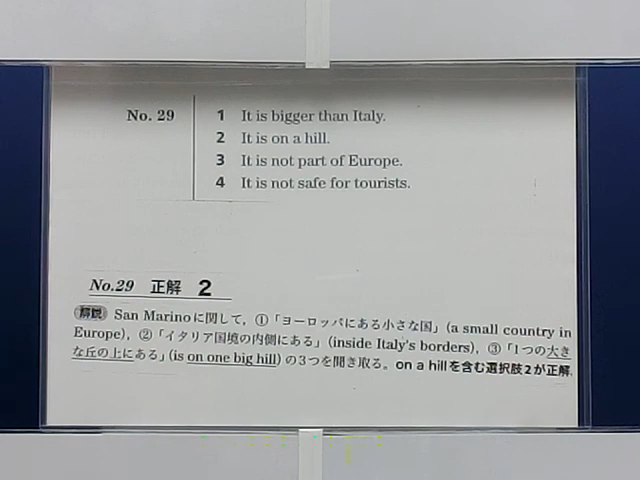 No. 29
1 It is bigger than Italy.
2 It is on a hill.
3 It is not part of Europe.
4 It is not safe for tourists.
No.29 正解 2
解説 San Marinoに関して，①「ヨーロッパにある小さな国」(a small country in
Europe)，②「イタリア国境の内側にある」(inside Italy's borders)，③「1つの大き
な丘の上にある」(is on one big hill) の3つを聞き取る。on a hillを含む選択肢2が正解.